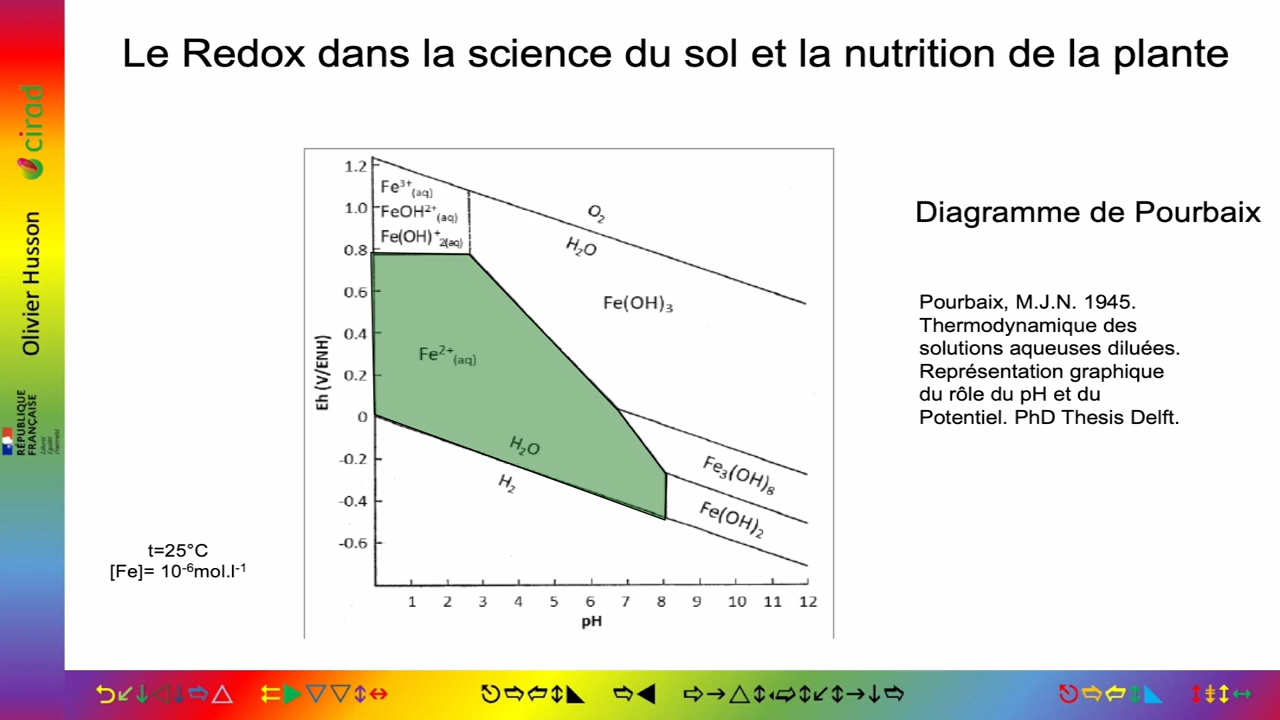 Le Redox dans la science du sol et la nutrition de la plante
cirad
Olivier Husson
RÉPUBLIQUE
FRANÇAISE
Liberté
Égalité
Fraternité
Diagramme de Pourbaix
Pourbaix, M.J.N. 1945.
Thermodynamique des
solutions aqueuses diluées.
Représentation graphique
du rôle du pH et du
Potentiel. PhD Thesis Delft.
1.2
1.0
0.8
0.6
0.4
0.2
0
-0.2
-0.4
-0.6
Eh (V/ENH)
Fe³⁺(aq)
FeOH²⁺(aq)
Fe(OH)⁺₂(aq)
O₂
H₂O
Fe(OH)₃
Fe²⁺(aq)
H₂O
H₂
Fe₃(OH)₈
Fe(OH)₂
1 2 3 4 5 6 7 8 9 10 11 12
pH
t=25°C
[Fe]= 10⁻⁶mol.l⁻¹